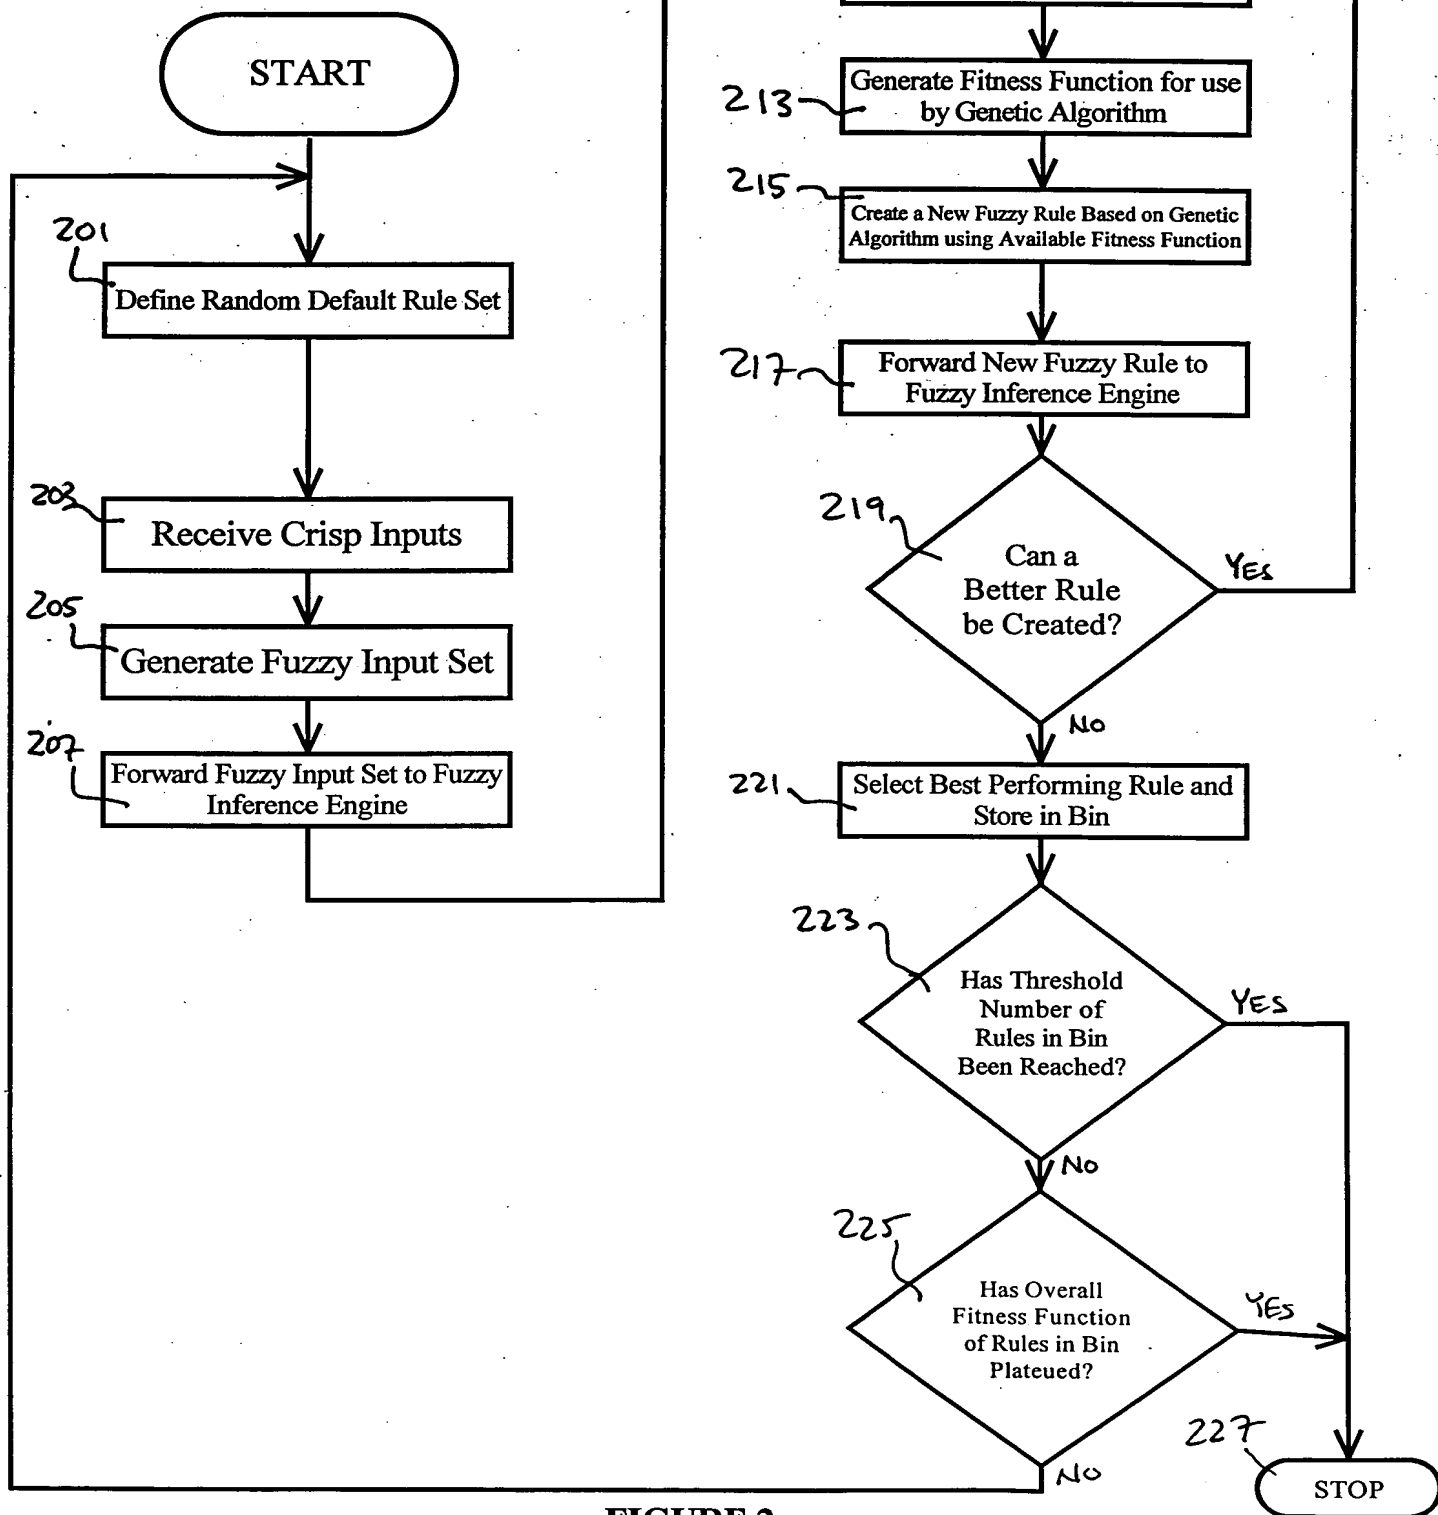 START
201
Define Random Default Rule Set
203
Receive Crisp Inputs
205
Generate Fuzzy Input Set
207
Forward Fuzzy Input Set to Fuzzy
Inference Engine
213
Generate Fitness Function for use
by Genetic Algorithm
215
Create a New Fuzzy Rule Based on Genetic
Algorithm using Available Fitness Function
217
Forward New Fuzzy Rule to
Fuzzy Inference Engine
219
Can a
Better Rule
be Created?
YES
NO
221
Select Best Performing Rule and
Store in Bin
223
Has Threshold
Number of
Rules in Bin
Been Reached?
YES
NO
225
Has Overall
Fitness Function
of Rules in Bin
Plateued?
YES
NO
227
STOP
FIGURE 2